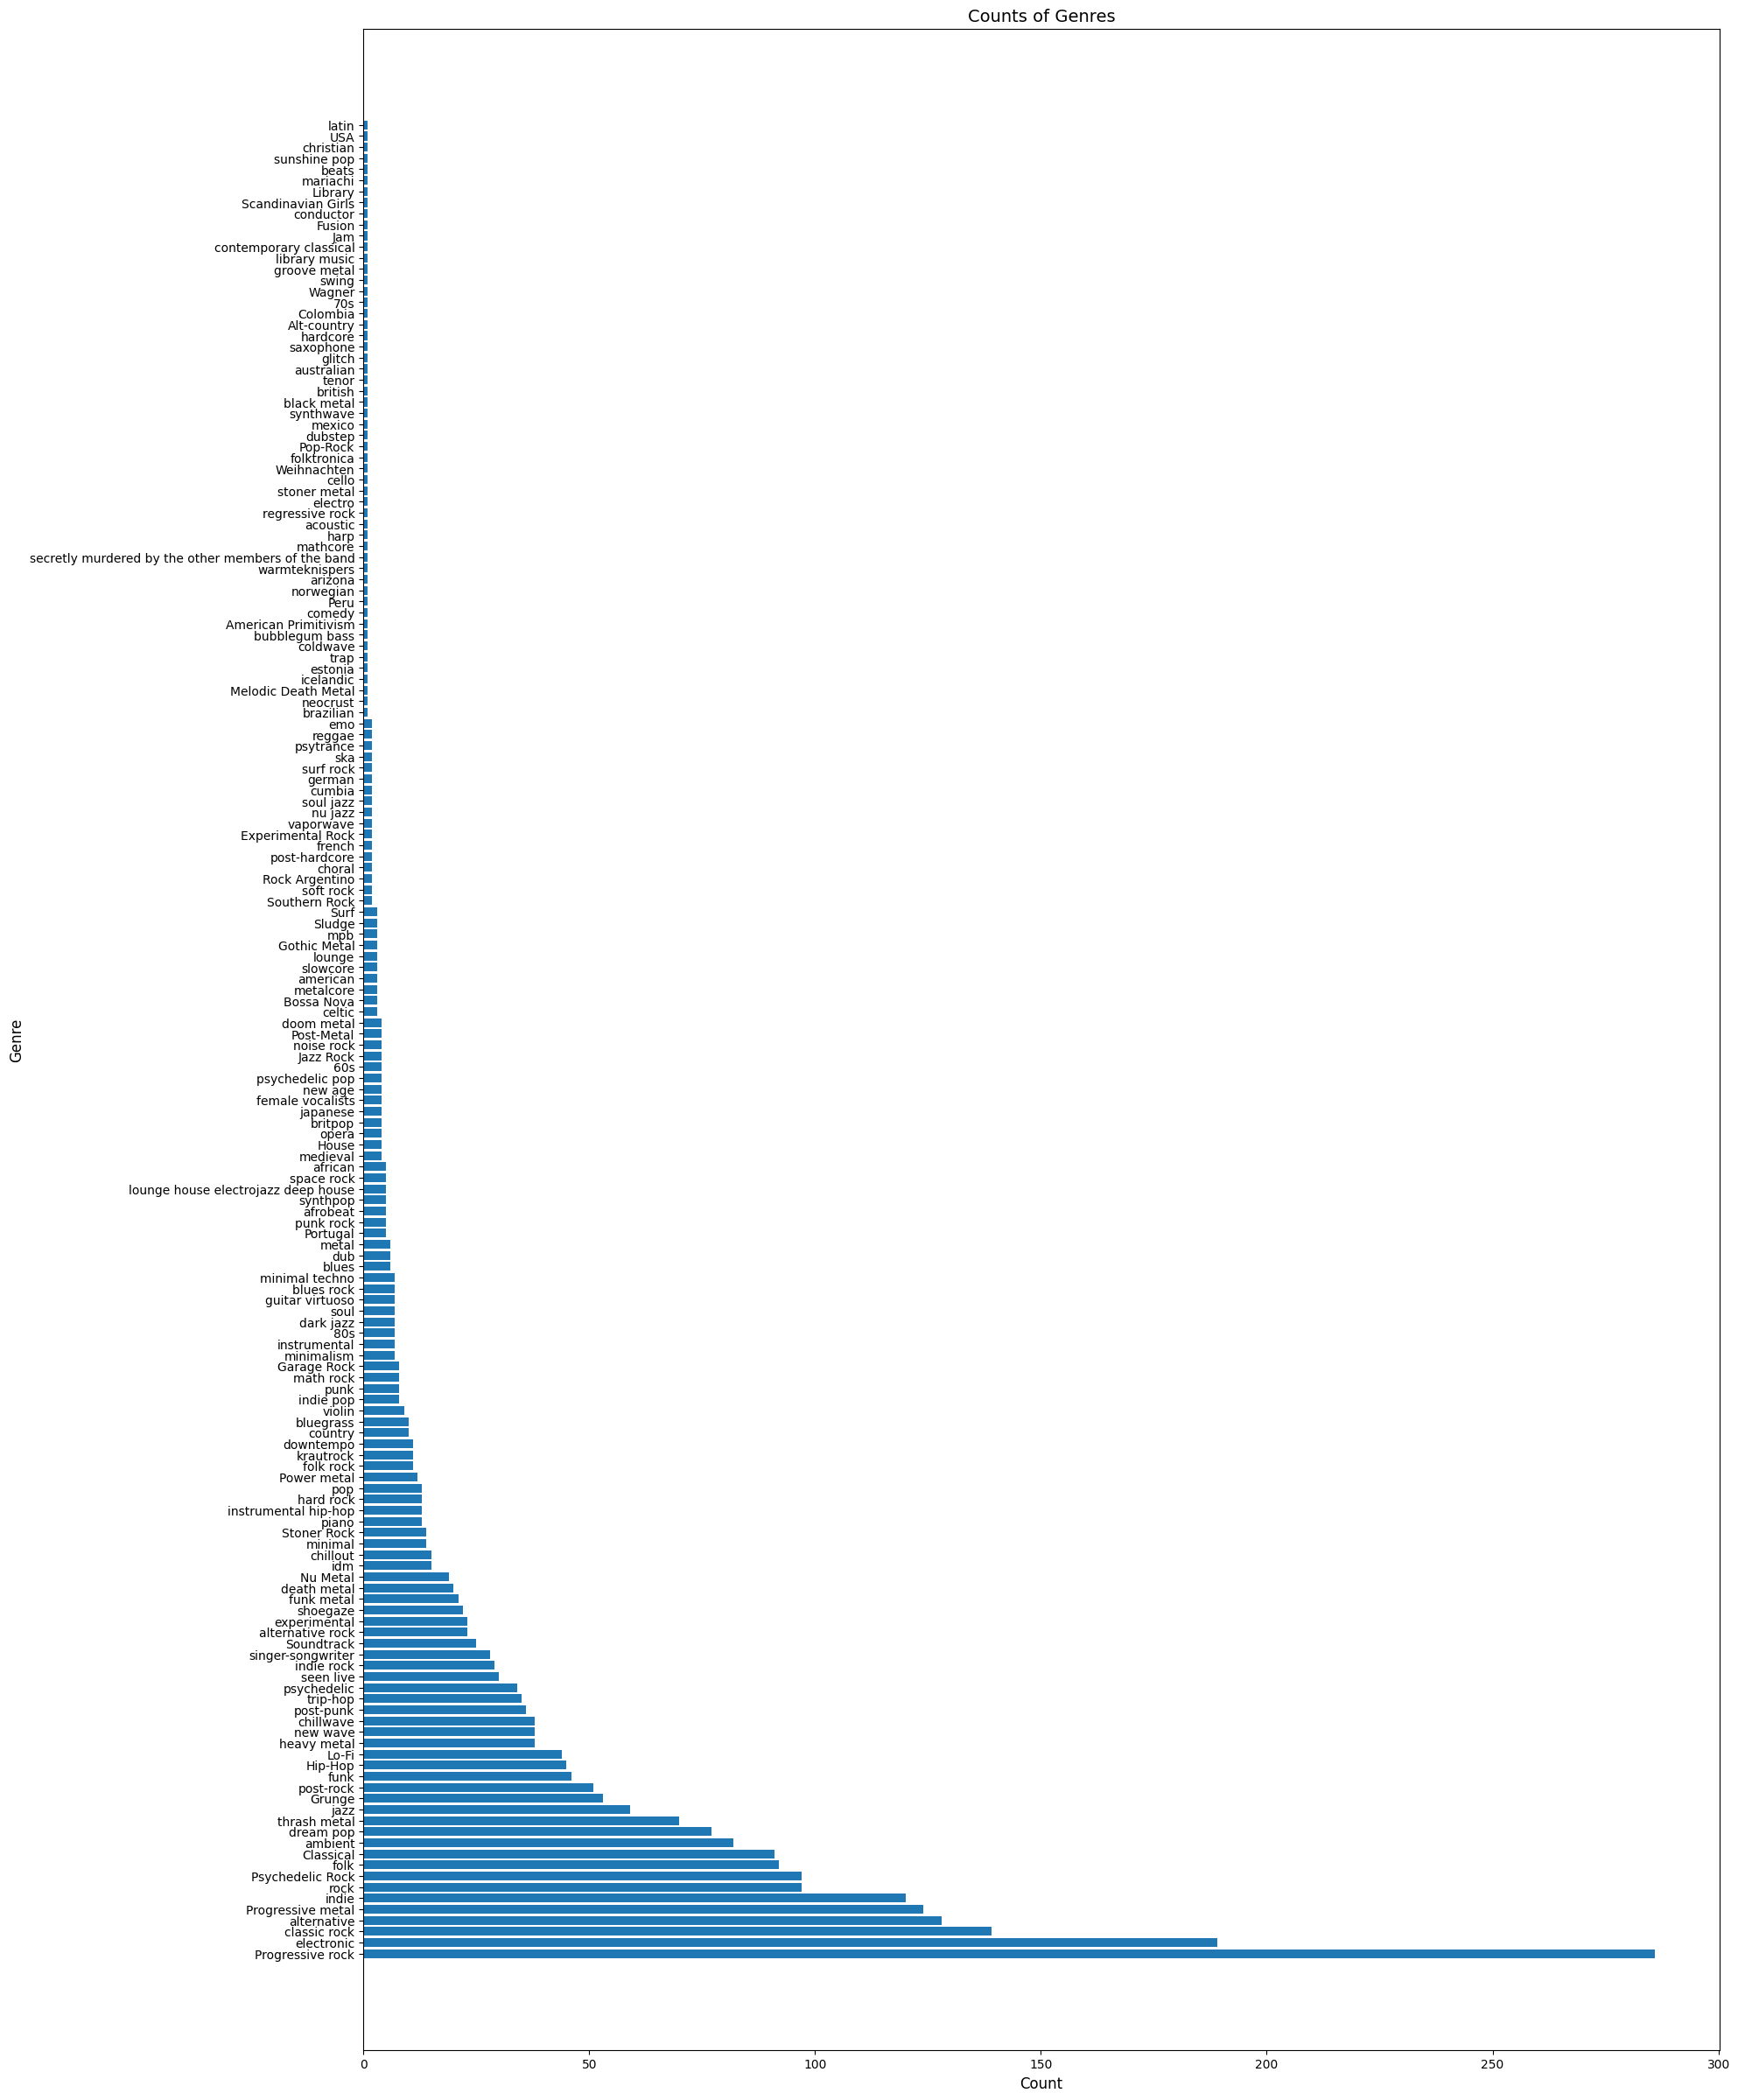 Counts of Genres
latin
USA
christian
sunshine pop
beats
mariachi
Library
Scandinavian Girls
conductor
Fusion
Jam
contemporary classical
library music
groove metal
swing
Wagner
70s
Colombia
Alt-country
hardcore
saxophone
glitch
australian
tenor
british
black metal
synthwave
mexico
dubstep
Pop-Rock
folktronica
Weihnachten
cello
stoner metal
electro
regressive rock
acoustic
harp
mathcore
secretly murdered by the other members of the band
warmteknispers
arizona
norwegian
Peru
comedy
American Primitivism
bubblegum bass
coldwave
trap
estonia
icelandic
Melodic Death Metal
neocrust
brazilian
emo
reggae
psytrance
ska
surf rock
german
cumbia
soul jazz
nu jazz
vaporwave
Experimental Rock
french
post-hardcore
choral
Rock Argentino
soft rock
Southern Rock
Surf
Sludge
mpb
Gothic Metal
lounge
slowcore
american
metalcore
Bossa Nova
celtic
doom metal
Post-Metal
noise rock
Jazz Rock
60s
psychedelic pop
new age
female vocalists
japanese
britpop
opera
House
medieval
african
space rock
lounge house electrojazz deep house
synthpop
afrobeat
punk rock
Portugal
metal
dub
blues
minimal techno
blues rock
guitar virtuoso
soul
dark jazz
80s
instrumental
minimalism
Garage Rock
math rock
punk
indie pop
violin
bluegrass
country
downtempo
krautrock
folk rock
Power metal
pop
hard rock
instrumental hip-hop
piano
Stoner Rock
minimal
chillout
idm
Nu Metal
death metal
funk metal
shoegaze
experimental
alternative rock
Soundtrack
singer-songwriter
indie rock
seen live
psychedelic
trip-hop
post-punk
chillwave
new wave
heavy metal
Lo-Fi
Hip-Hop
funk
post-rock
Grunge
jazz
thrash metal
dream pop
ambient
Classical
folk
Psychedelic Rock
rock
indie
Progressive metal
alternative
classic rock
electronic
Progressive rock
Genre
0 50 100 150 200 250 300
Count